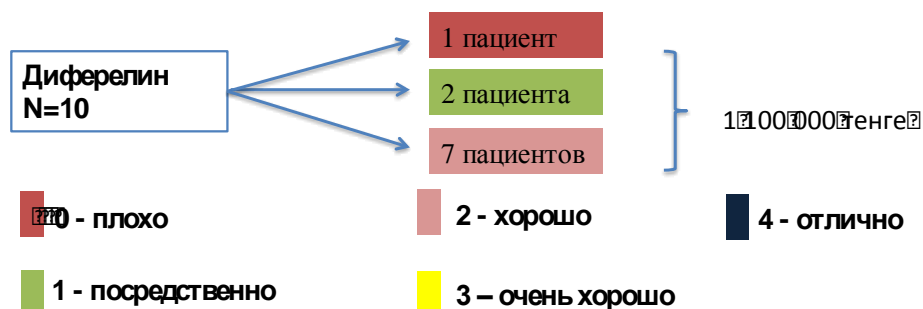 Диферелин
N=10
1 пациент
2 пациента
7 пациентов
1 100 000 тенге
0 - плохо
2 - хорошо
4 - отлично
1 - посредственно
3 – очень хорошо